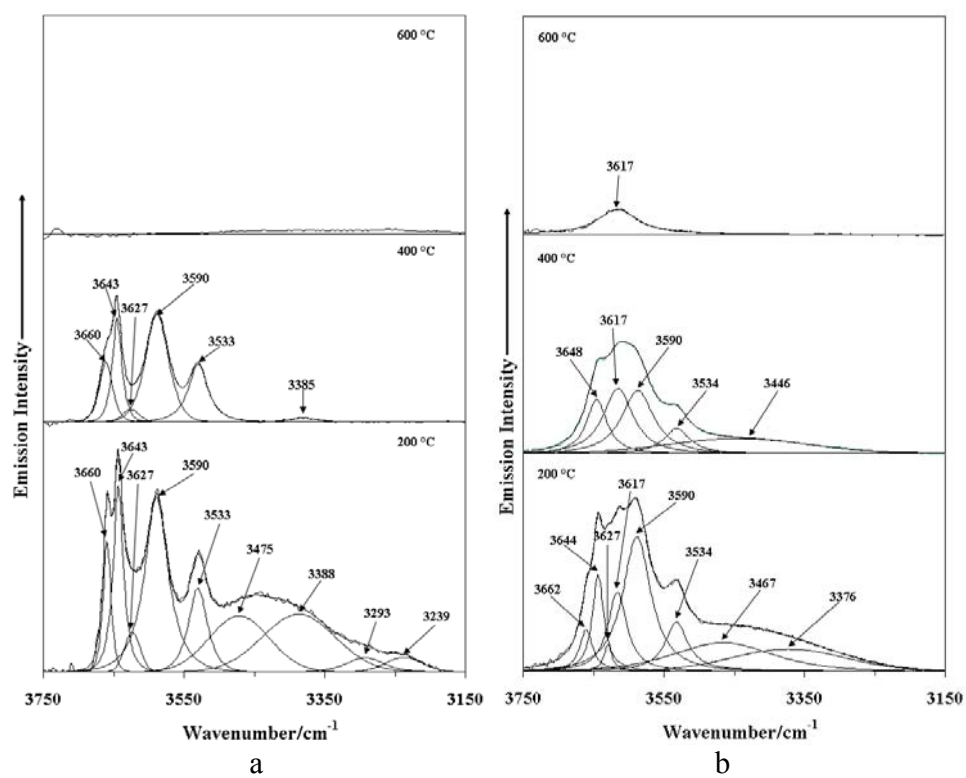 600 °C
400 °C
3643
3627
3590
3660
3533
3385
200 °C
3643
3660
3627
3590
3533
3475
3388
3293
3239
Emission Intensity
3750 3550 3350 3150
Wavenumber/cm-1
a
600 °C
3617
400 °C
3617
3590
3648
3534
3446
200 °C
3617
3590
3644
3627
3534
3662
3467
3376
Emission Intensity
3750 3550 3350 3150
Wavenumber/cm-1
b